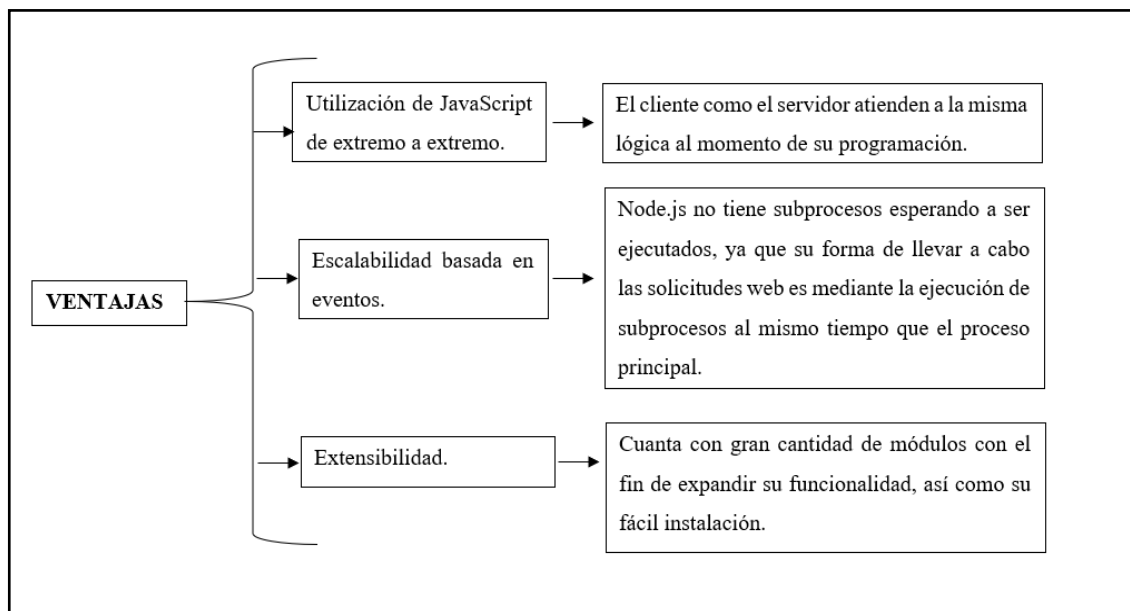 VENTAJAS
Utilización de JavaScript
de extremo a extremo.
El cliente como el servidor atienden a la misma
lógica al momento de su programación.
Escalabilidad basada en
eventos.
Node.js no tiene subprocesos esperando a ser
ejecutados, ya que su forma de llevar a cabo
las solicitudes web es mediante la ejecución de
subprocesos al mismo tiempo que el proceso
principal.
Extensibilidad.
Cuanta con gran cantidad de módulos con el
fin de expandir su funcionalidad, así como su
fácil instalación.